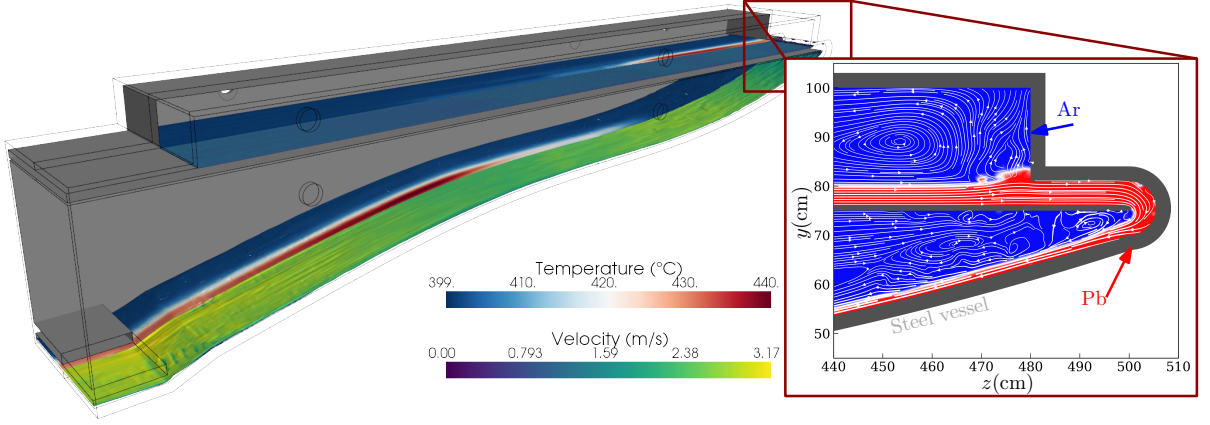 Temperature (°C)
399. 410. 420. 430. 440.
Velocity (m/s)
0.00 0.793 1.59 2.38 3.17
100
90
80
70
60
50
y(cm)
Ar
Pb
Steel vessel
440 450 460 470 480 490 500 510
z(cm)